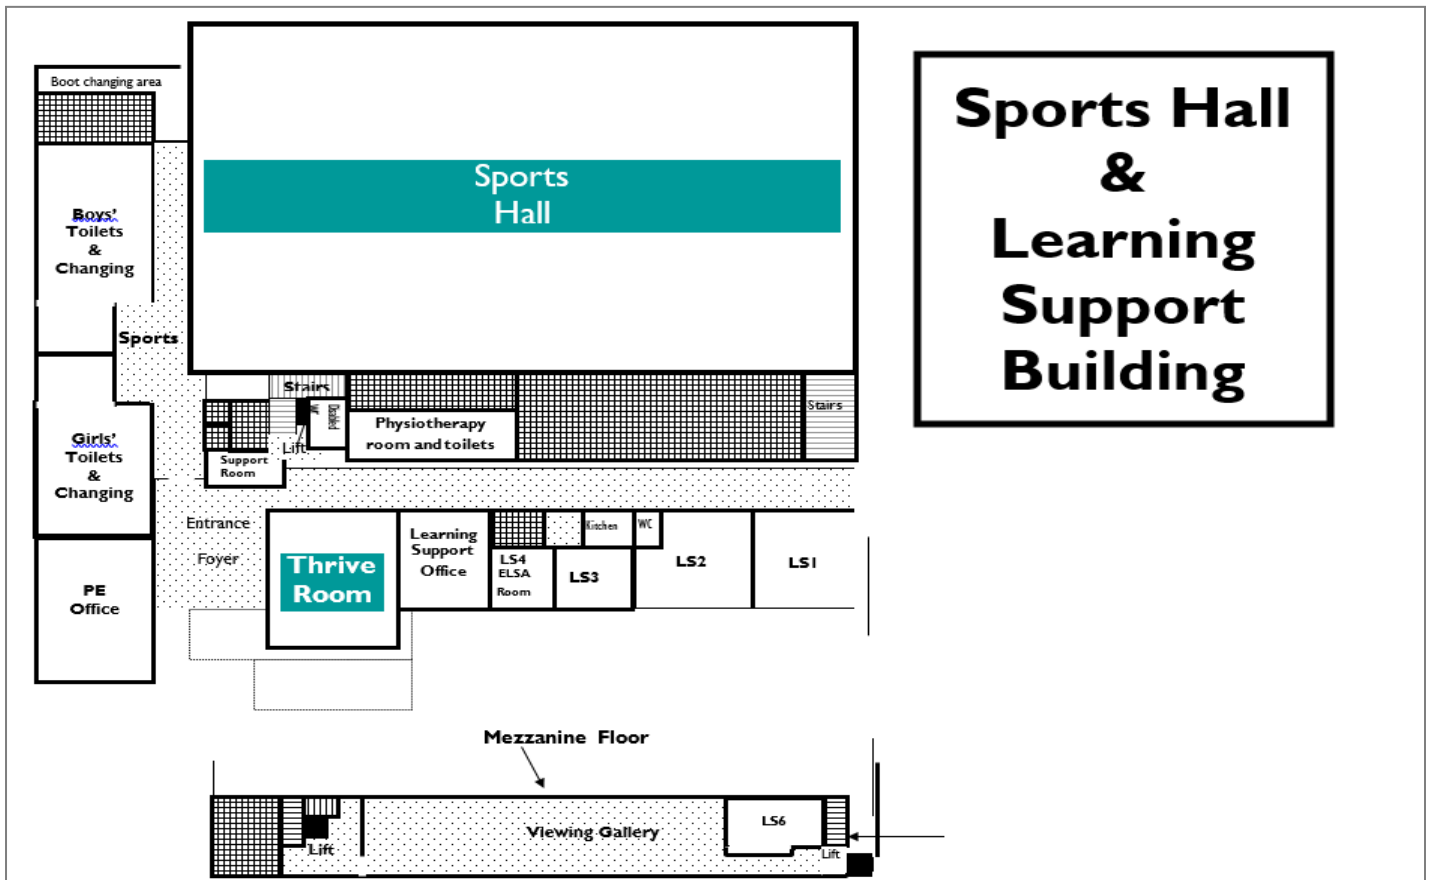 Boot changing area
Sports
Hall
Sports Hall
&
Learning
Support
Building
Boys'
Toilets
&
Changing
Sports
Stairs
Disabled
WC
Lift
Physiotherapy
room and toilets
Stairs
Support
Room
Girls'
Toilets
&
Changing
Entrance
Foyer
PE
Office
Thrive
Room
Learning
Support
Office
LS4
ELSA
Room
Kitchen
WC
LS3
LS2
LS1
Mezzanine Floor
Lift
Viewing Gallery
LS6
Lift